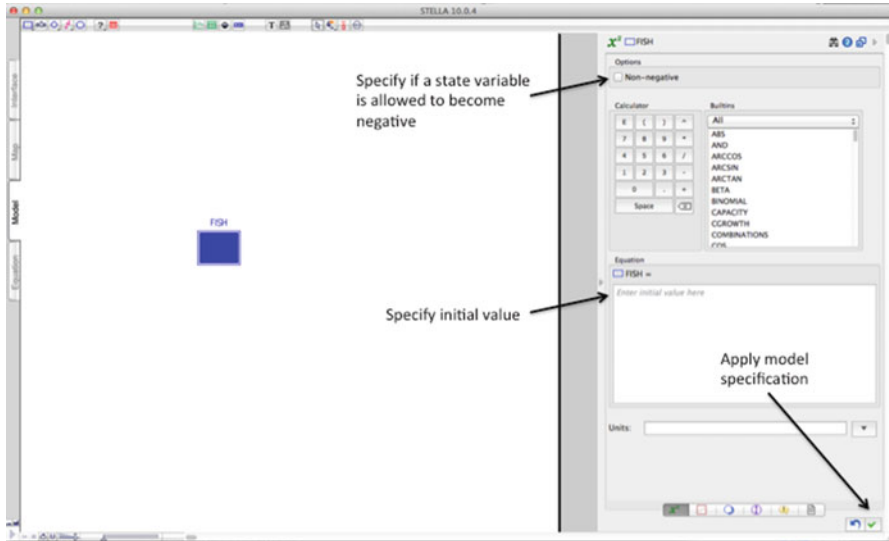 STELLA 10.0.4
Interface
Map
Model
Equation
T
FISH
Specify if a state variable
is allowed to become
negative
Specify initial value
Apply model
specification
x² FISH
Options
Non-negative
Calculator
Builtins
E ( ) ^
7 8 9 *
4 5 6 /
1 2 3 -
0 . +
Space
All
ABS
AND
ARCCOS
ARCSIN
ARCTAN
BETA
BINOMIAL
CAPACITY
CGROWTH
COMBINATIONS
COS
Equation
FISH =
Enter initial value here
Units: